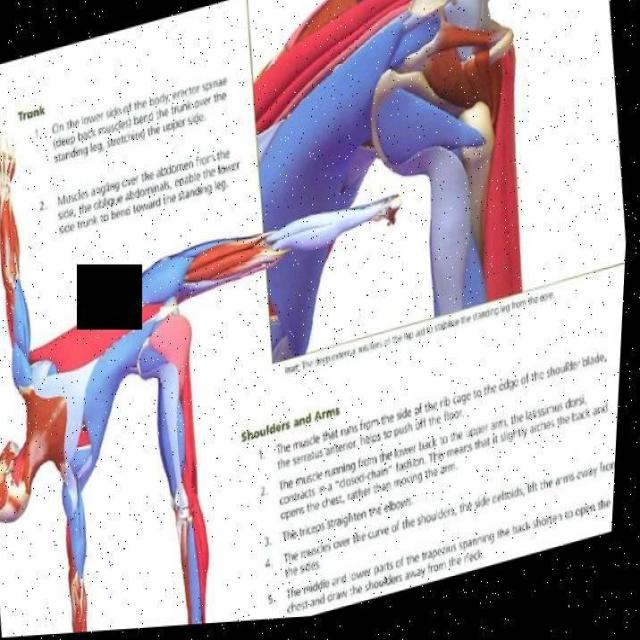 Trunk
1. On the lower side of the body, erector spinae
(deep back muscles) bend the trunk over the
standing leg, stretching the upper side.
2. Muscles angling over the abdomen from the
side, the oblique abdominals, enable the lower
side trunk to bend toward the standing leg.
Inset: The deep external rotators of the hip act to stabilize the standing leg from the core.
Shoulders and Arms
1. The muscle that runs from the side of the rib cage to the edge of the shoulder blade,
the serratus anterior, helps to push off the floor.
2. The muscle running from the lower back to the upper arm, the latissimus dorsi,
contracts in a "closed-chain" fashion. This means that it slightly arches the back and
opens the chest, rather than moving the arm.
3. The triceps straighten the elbows.
4. The muscles over the curve of the shoulders, the side deltoids, lift the arms away from
the sides.
5. The middle and lower parts of the trapezius spanning the back shorten to open the
chest and draw the shoulders away from the neck.